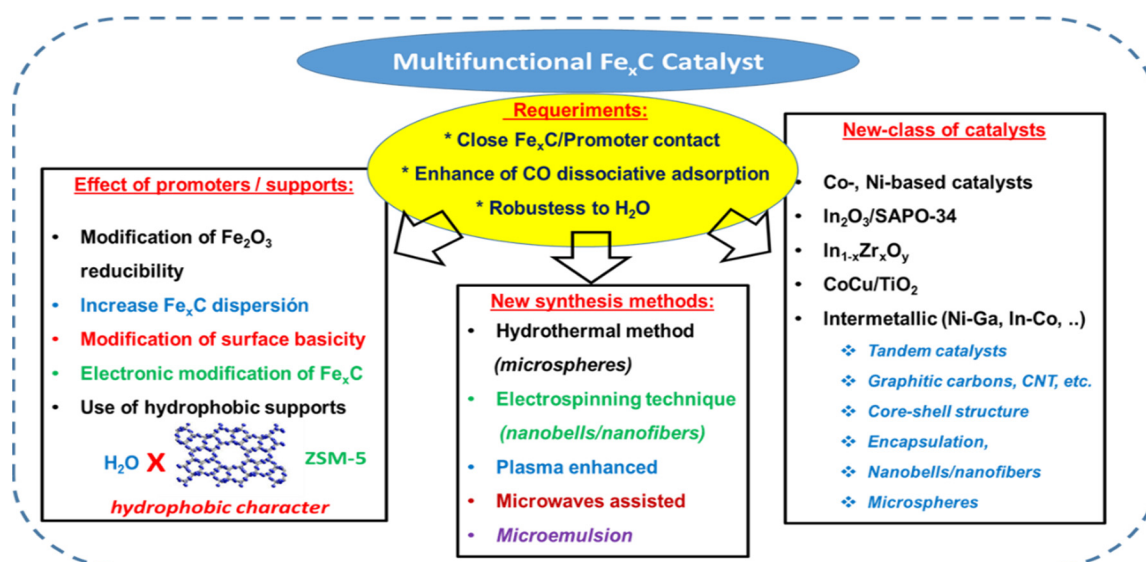 Multifunctional FeₓC Catalyst
Requeriments:
* Close FeₓC/Promoter contact
* Enhance of CO dissociative adsorption
* Robustess to H₂O
Effect of promoters / supports:
• Modification of Fe₂O₃
reducibility
• Increase FeₓC dispersión
• Modification of surface basicity
• Electronic modification of FeₓC
• Use of hydrophobic supports
H₂O X ZSM-5
hydrophobic character
New synthesis methods:
• Hydrothermal method
(microspheres)
• Electrospinning technique
(nanobells/nanofibers)
• Plasma enhanced
• Microwaves assisted
• Microemulsion
New-class of catalysts
• Co-, Ni-based catalysts
• In₂O₃/SAPO-34
• In₁₋ₓZrₓOᵧ
• CoCu/TiO₂
• Intermetallic (Ni-Ga, In-Co, ..)
❖ Tandem catalysts
❖ Graphitic carbons, CNT, etc.
❖ Core-shell structure
❖ Encapsulation,
❖ Nanobells/nanofibers
❖ Microspheres